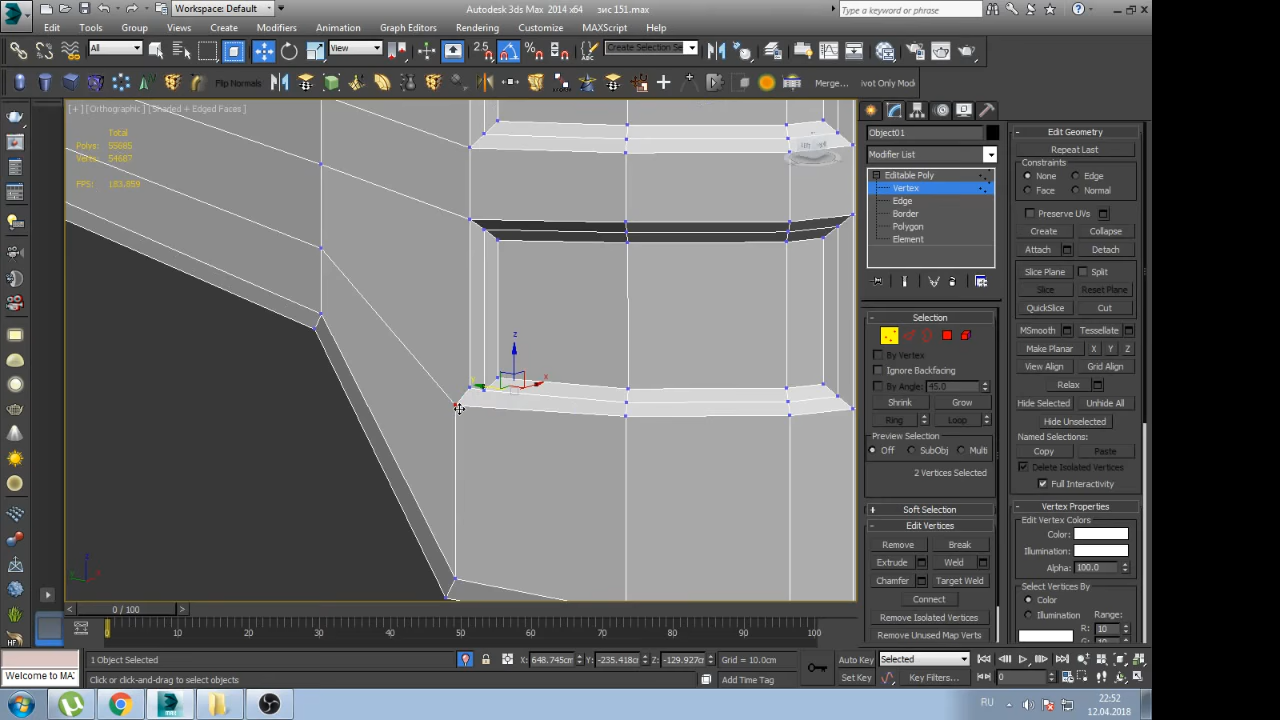 Workspace: Default
Autodesk 3ds Max 2014 x64
зис 151.max
Type a keyword or phrase
Edit
Tools
Group
Views
Create
Modifiers
Animation
Graph Editors
Rendering
Customize
MAXScript
Help
All
View
2.5
Create Selection Se
Flip Normals
Merge...
ivot Only Mod
[+] [Orthographic] [Shaded + Edged Faces]
Total
Polys: 55685
Verts: 54687
FPS: 183.859
Object01
Modifier List
Editable Poly
Vertex
Edge
Border
Polygon
Element
Selection
By Vertex
Ignore Backfacing
By Angle: 45.0
Shrink
Grow
Ring
Loop
Preview Selection
Off
SubObj
Multi
2 Vertices Selected
Soft Selection
Edit Vertices
Remove
Break
Extrude
Weld
Chamfer
Target Weld
Connect
Remove Isolated Vertices
Remove Unused Map Verts
Edit Geometry
Repeat Last
Constraints
None
Edge
Face
Normal
Preserve UVs
Create
Collapse
Attach
Detach
Slice Plane
Split
Slice
Reset Plane
QuickSlice
Cut
MSmooth
Tessellate
Make Planar
X
Y
Z
View Align
Grid Align
Relax
Hide Selected
Unhide All
Hide Unselected
Named Selections:
Copy
Paste
Delete Isolated Vertices
Full Interactivity
Vertex Properties
Edit Vertex Colors
Color:
Illumination:
Alpha: 100.0
Select Vertices By
Color
Illumination
Range:
R: 10
0 / 100
0
10
20
30
40
50
60
70
80
90
100
Welcome to MA
1 Object Selected
Click or click-and-drag to select objects
X: 648.745cm
Y: -235.418cm
Z: -129.927cm
Grid = 10.0cm
Add Time Tag
Auto Key
Selected
Set Key
Key Filters...
0
RU
22:52
12.04.2018